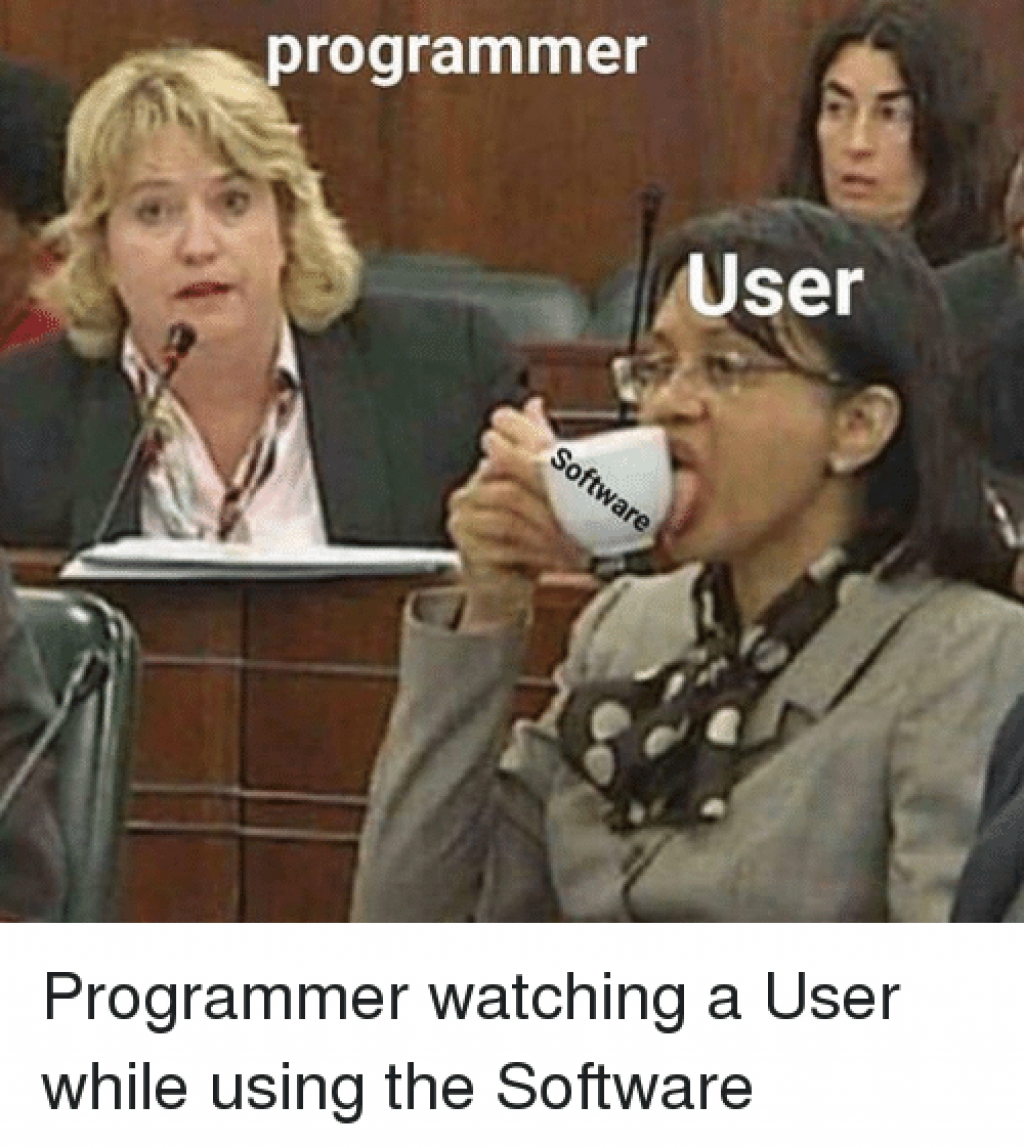 programmer
User
Software
Programmer watching a User
while using the Software